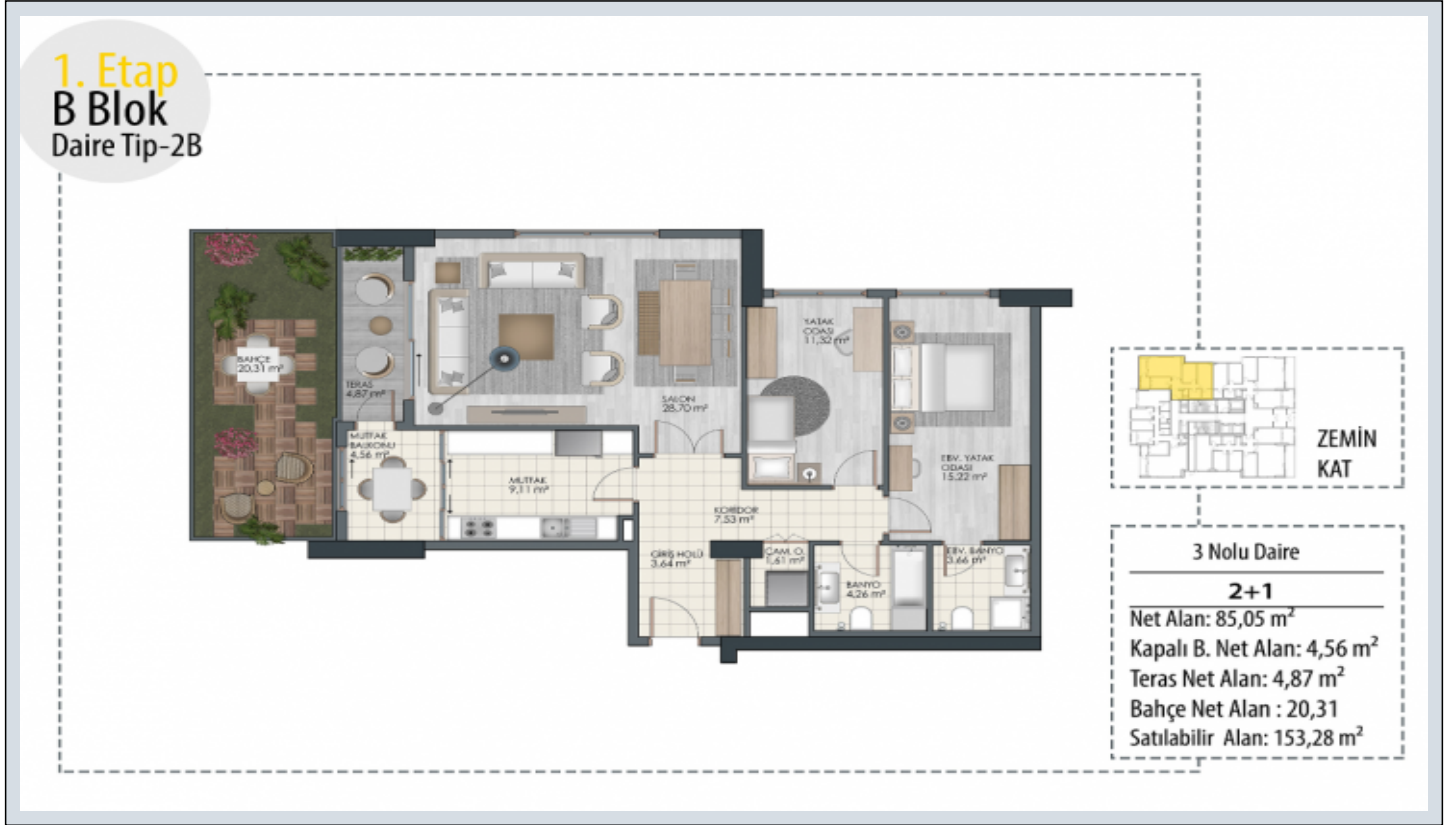 1. Etap
B Blok
Daire Tip-2B
BAHÇE
20.31 m²
TERAS
4,87 m²
MUTFAK
BALKONU
4,56 m²
SALON
28,70 m²
MUTFAK
9,11 m²
YATAK
ODASI
11,32 m²
EBV. YATAK
ODASI
15,22 m²
KORİDOR
7,53 m²
GİRİŞ HOLÜ
3,64 m²
ÇAM. O.
1,61 m²
BANYO
4,26 m²
EBV. BANYO
3,66 m²
ZEMİN
KAT
3 Nolu Daire
2+1
Net Alan: 85,05 m²
Kapalı B. Net Alan: 4,56 m²
Teras Net Alan: 4,87 m²
Bahçe Net Alan : 20,31
Satılabilir Alan: 153,28 m²